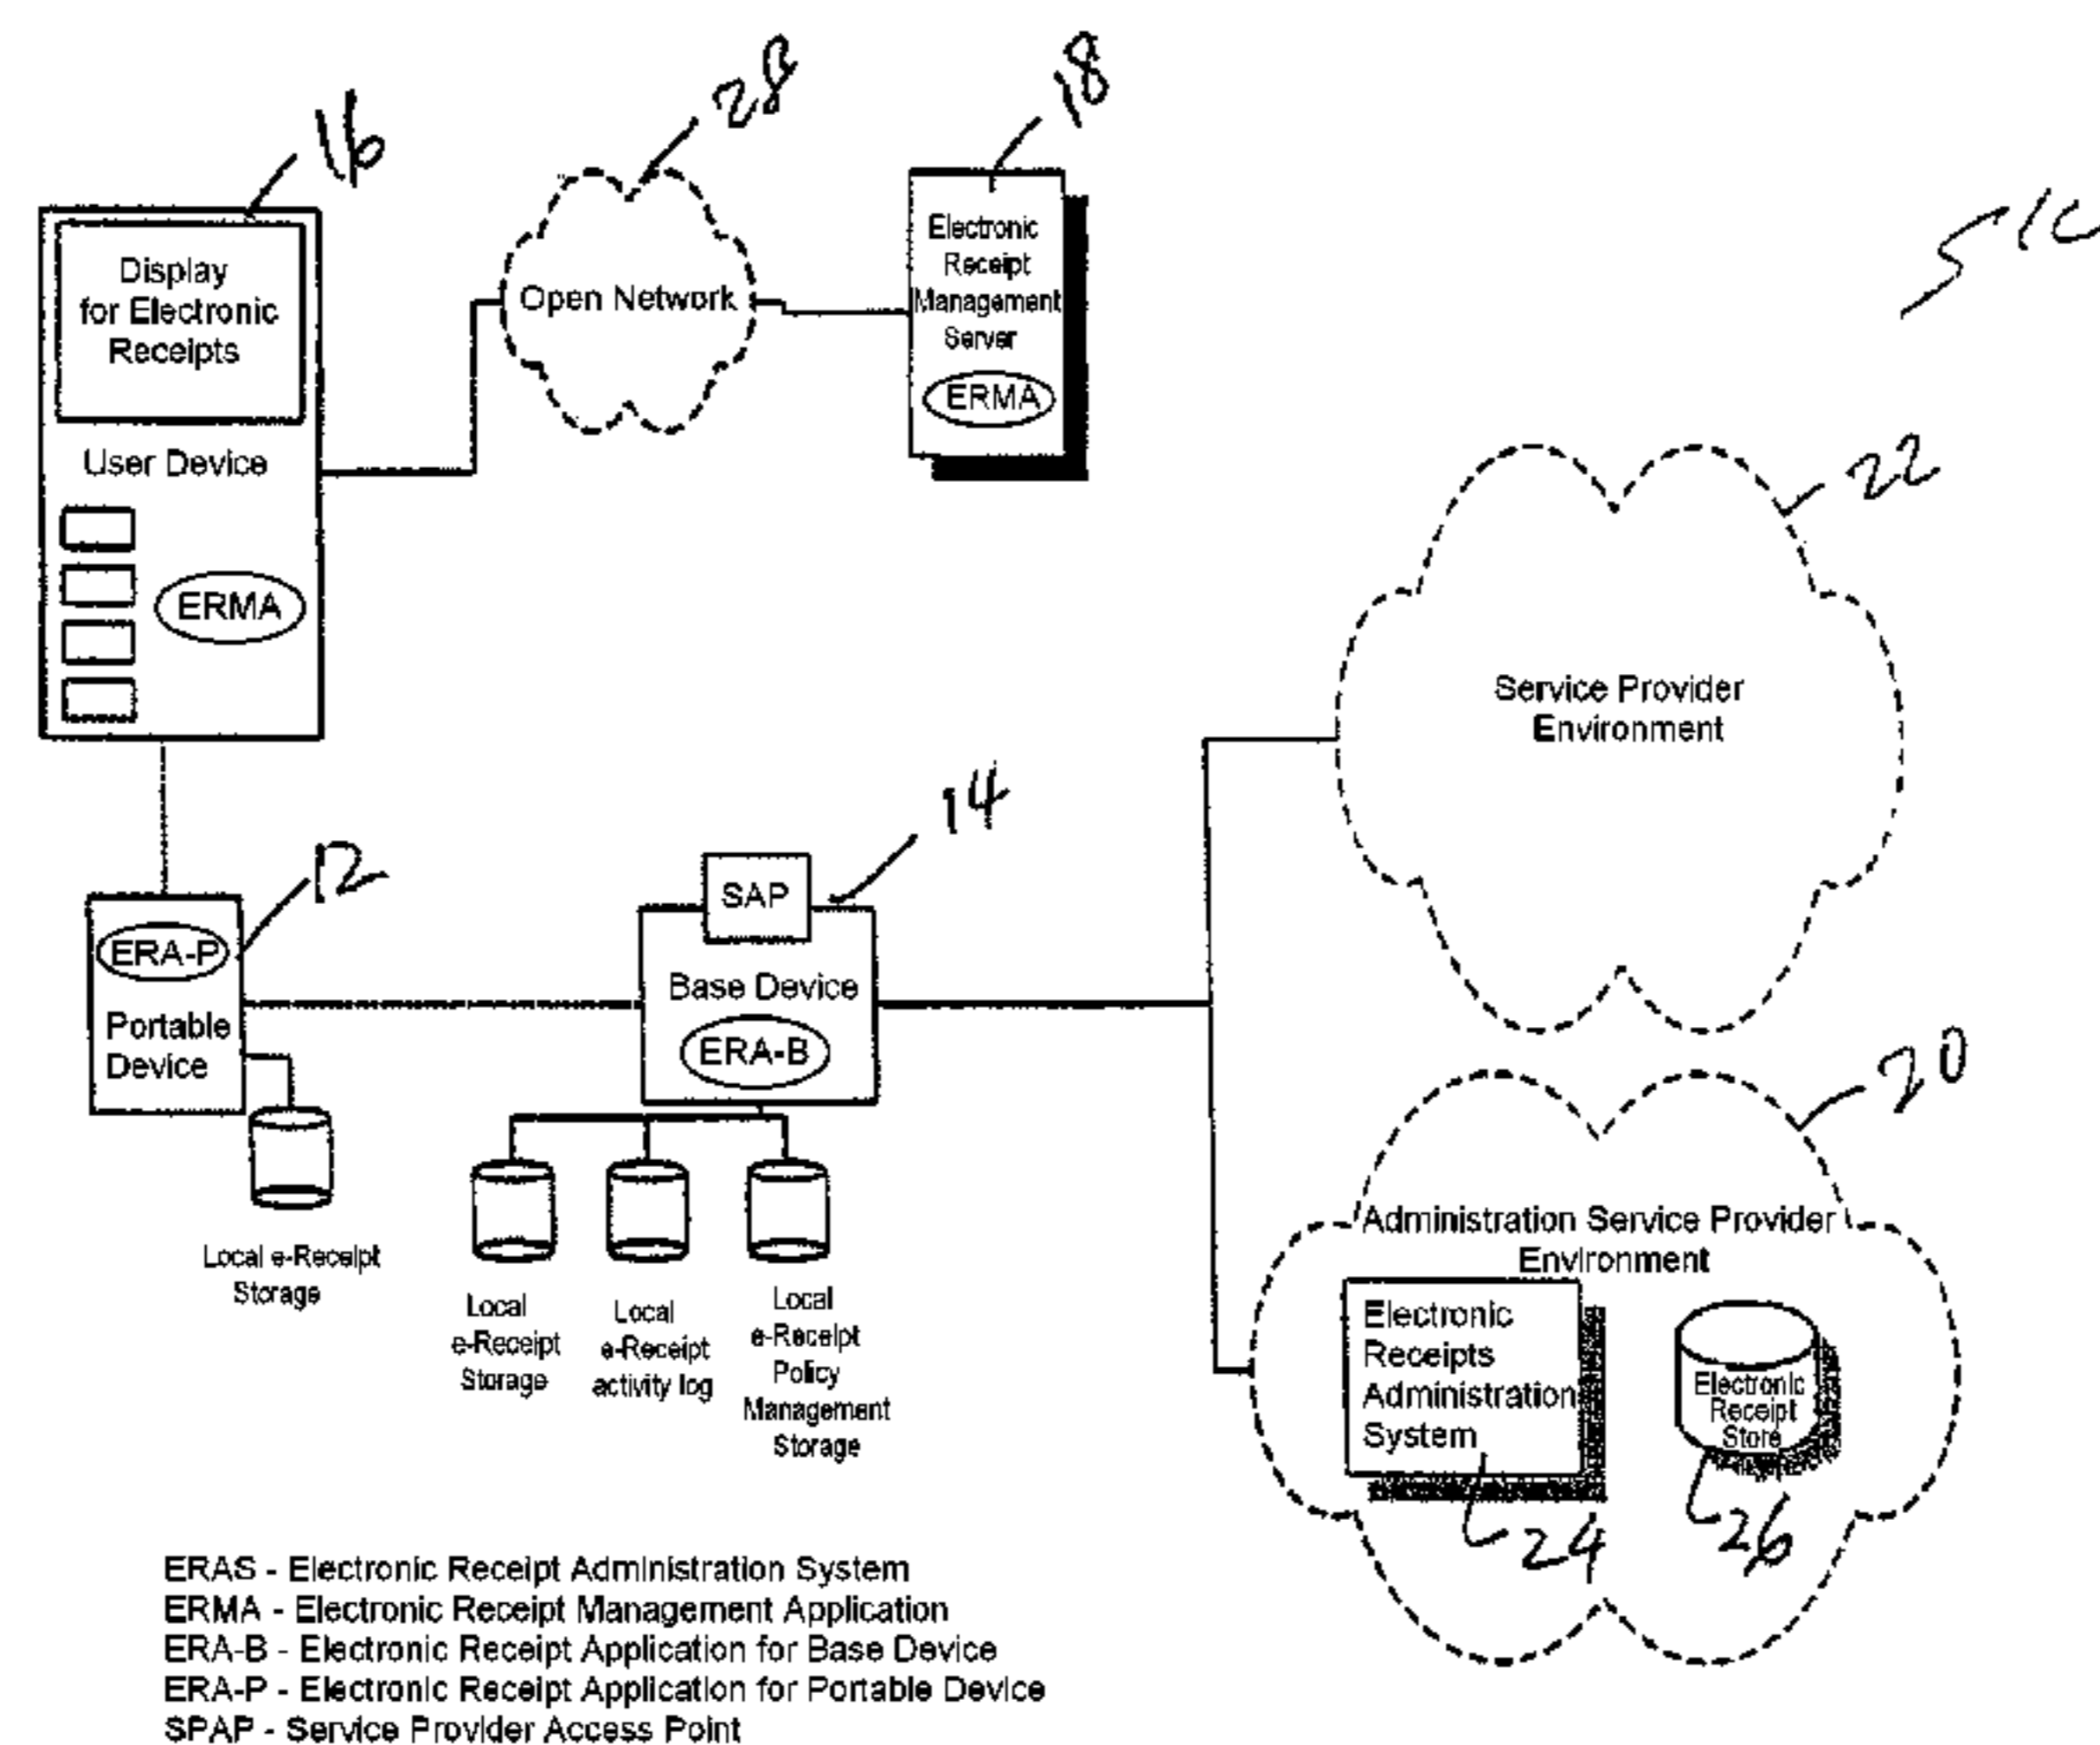 28
18
16
10
Display
for Electronic
Receipts
Open Network
Electronic
Receipt
Management
Server
ERMA
User Device
ERMA
22
Service Provider
Environment
14
12
SAP
ERA-P
Base Device
Portable
Device
ERA-B
20
Local e-Receipt
Storage
Local
e-Receipt
Storage
Local
e-Receipt
activity log
Local
e-Receipt
Policy
Management
Storage
Administration Service Provider
Environment
Electronic
Receipts
Administration
System
Electronic
Receipt
Store
24
26
ERAS - Electronic Receipt Administration System
ERMA - Electronic Receipt Management Application
ERA-B - Electronic Receipt Application for Base Device
ERA-P - Electronic Receipt Application for Portable Device
SPAP - Service Provider Access Point